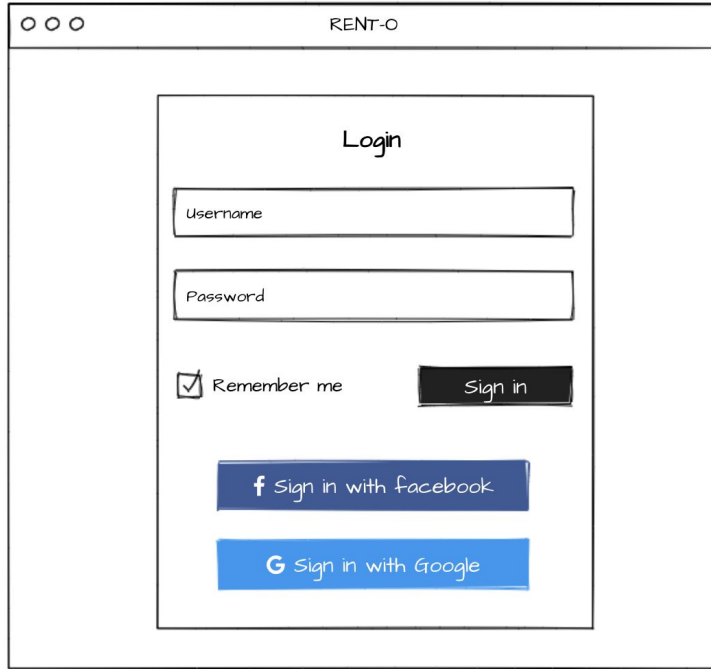 RENT-O
Login
Username
Password
Remember me
Sign in
f Sign in with facebook
G Sign in with Google